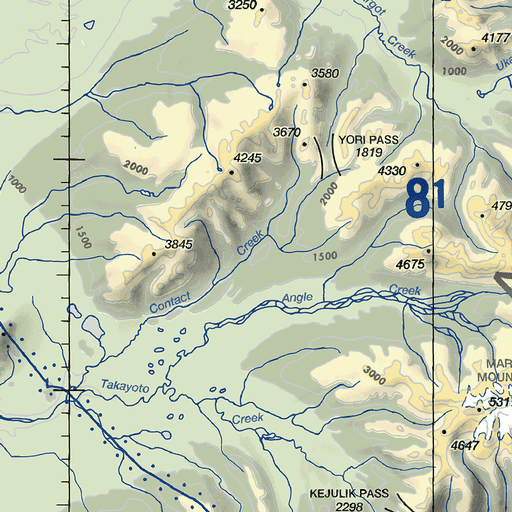 3250
Creek
4177
2000
1000
3580
3670
YORI PASS
1819
2000
4245
4330
1000
2000
81
1500
3845
Creek
1500
4675
Contact
Angle
Creek
3000
Takayoto
Creek
4647
KEJULIK PASS
2298